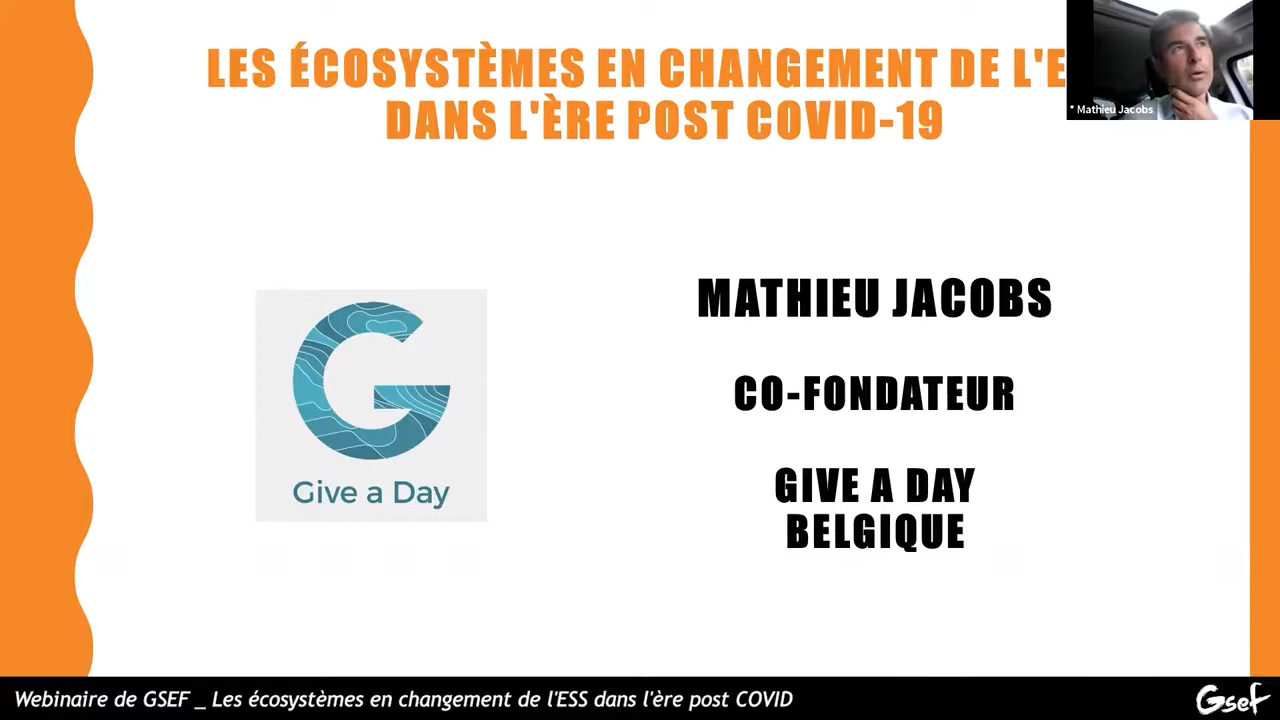 LES ÉCOSYSTÈMES EN CHANGEMENT DE L'E
DANS L'ÈRE POST COVID-19
* Mathieu Jacobs
MATHIEU JACOBS
CO-FONDATEUR
GIVE A DAY
BELGIQUE
G
Give a Day
Webinaire de GSEF _ Les écosystèmes en changement de l'ESS dans l'ère post COVID
Gsef